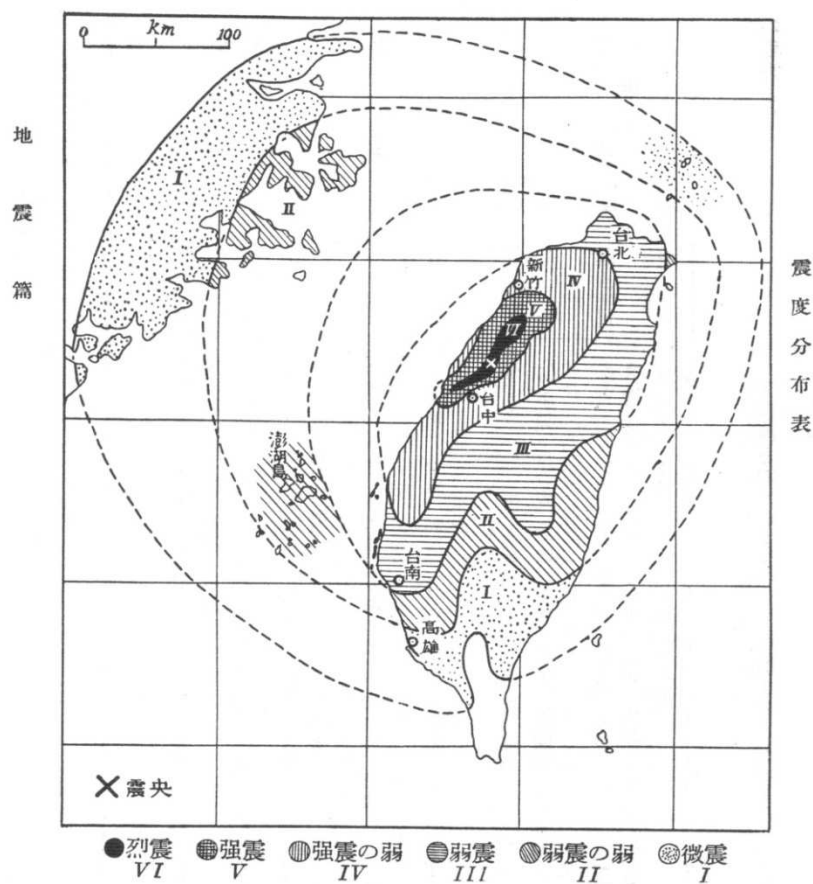 km
0 100
地震篇
震度分布表
I
II
台北
新竹
IV
V
VI
台中
澎湖島
III
II
台南
I
高雄
×震央
●烈震 強震 強震の弱 弱震 弱震の弱 微震
VI V IV III II I